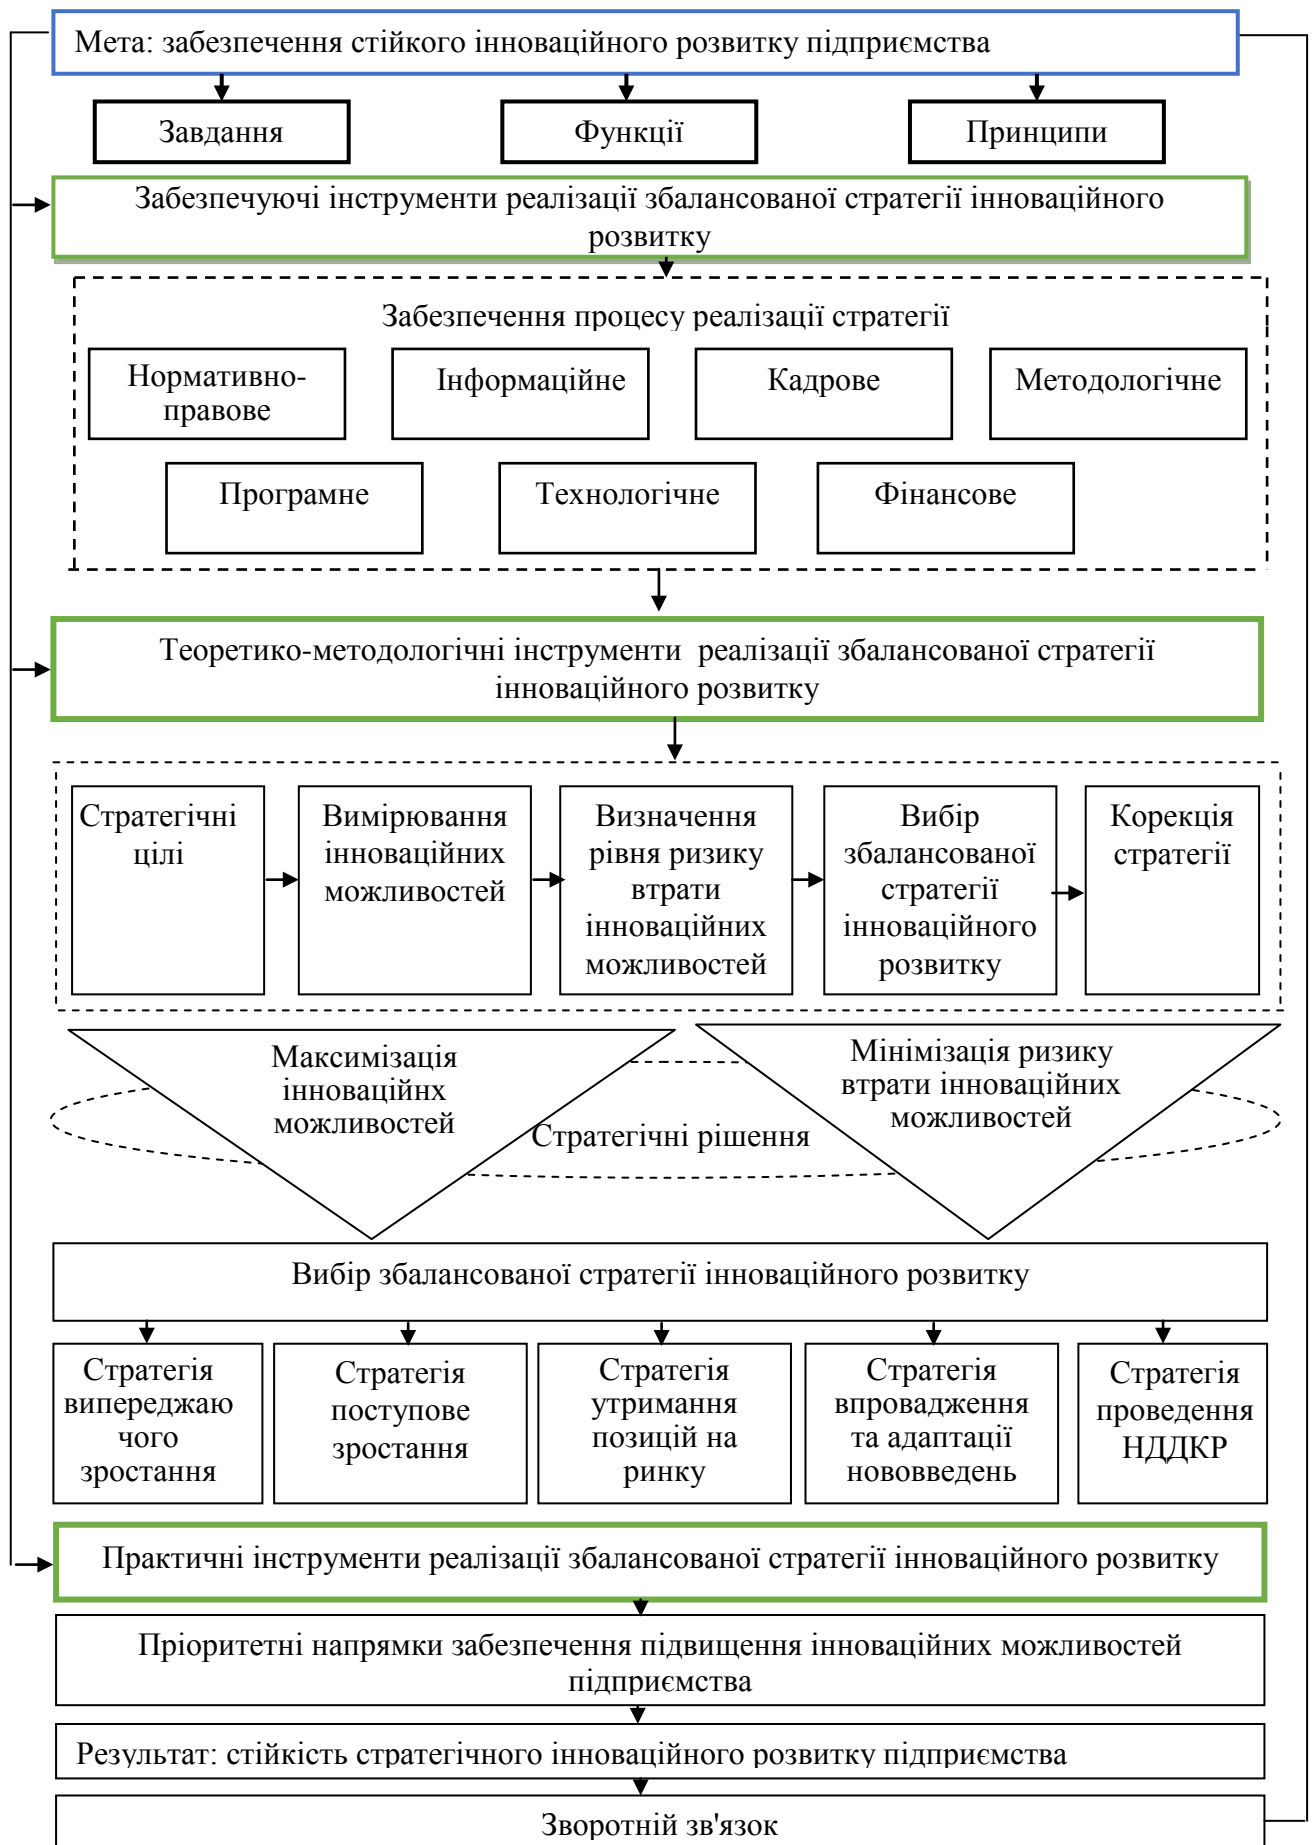 Мета: забезпечення стійкого інноваційного розвитку підприємства
Завдання
Функції
Принципи
Забезпечуючі інструменти реалізації збалансованої стратегії інноваційного
розвитку
Забезпечення процесу реалізації стратегії
Нормативно-
правове
Інформаційне
Кадрове
Методологічне
Програмне
Технологічне
Фінансове
Теоретико-методологічні інструменти реалізації збалансованої стратегії
інноваційного розвитку
Стратегічні
цілі
Вимірювання
інноваційних
можливостей
Визначення
рівня ризику
втрати
інноваційних
можливостей
Вибір
збалансованої
стратегії
інноваційного
розвитку
Корекція
стратегії
Максимізація
інноваційнх
можливостей
Мінімізація ризику
втрати інноваційних
можливостей
Стратегічні рішення
Вибір збалансованої стратегії інноваційного розвитку
Стратегія
випереджаю
чого
зростання
Стратегія
поступове
зростання
Стратегія
утримання
позицій на
ринку
Стратегія
впровадження
та адаптації
нововведень
Стратегія
проведення
НДДКР
Практичні інструменти реалізації збалансованої стратегії інноваційного розвитку
Пріоритетні напрямки забезпечення підвищення інноваційних можливостей
підприємства
Результат: стійкість стратегічного інноваційного розвитку підприємства
Зворотній зв'язок